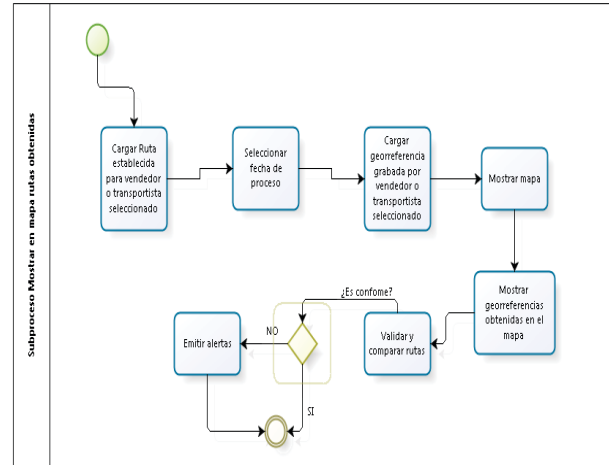 Subproceso Mostrar en mapa rutas obtenidas
Cargar Ruta
establecida
para vendedor
o transportista
seleccionado
Seleccionar
fecha de
proceso
Cargar
georreferencia
grabada por
vendedor o
transportista
seleccionado
Mostrar mapa
Mostrar
georreferencias
obtenidas en el
mapa
Validar y
comparar rutas
¿Es confome?
NO
Emitir alertas
SI